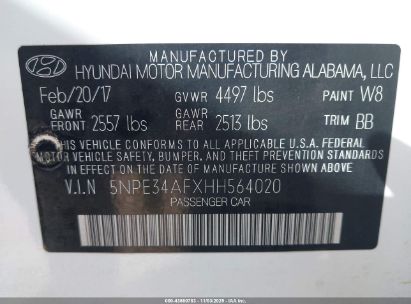 MANUFACTURED BY
HYUNDAI MOTOR MANUFACTURING ALABAMA, LLC
Feb/20/17 GVWR 4497 lbs PAINT W8
GAWR FRONT 2557 lbs GAWR REAR 2513 lbs TRIM BB
THIS VEHICLE CONFORMS TO ALL APPLICABLE U.S.A FEDERAL
MOTOR VEHICLE SAFETY, BUMPER, AND THEFT PREVENTION
STANDARDS IN EFFECT ON THE DATE OF MANUFACTURE SHOWN ABOVE.
V.I.N 5NPE34AFXHH564020
PASSENGER CAR